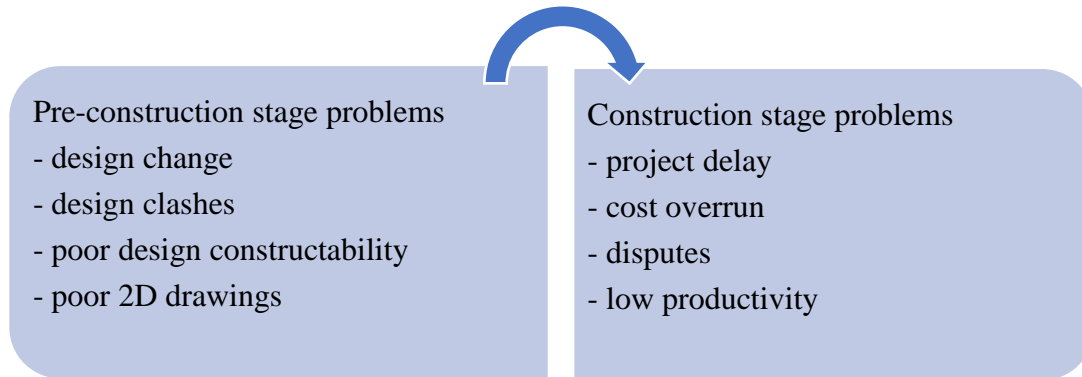 Pre-construction stage problems
- design change
- design clashes
- poor design constructability
- poor 2D drawings
Construction stage problems
- project delay
- cost overrun
- disputes
- low productivity